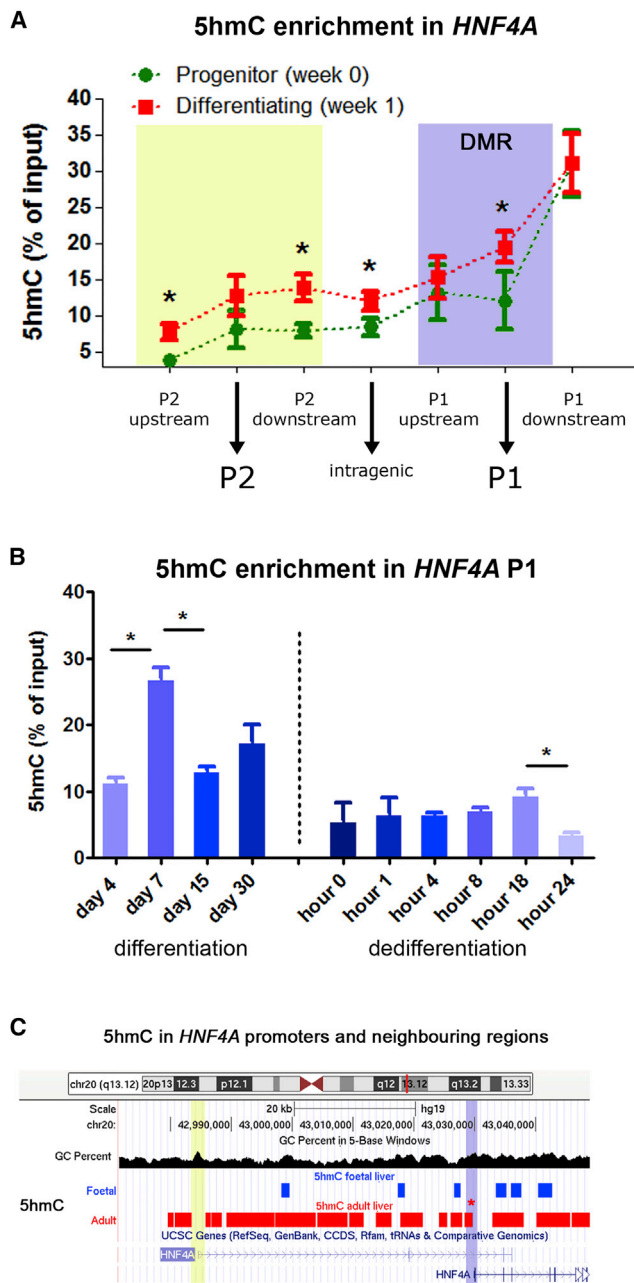 A
5hmC enrichment in HNF4A
Progenitor (week 0)
Differentiating (week 1)
DMR
5hmC (% of input)
40
35
30
25
20
15
10
5
*
*
*
*
P2 upstream
P2 downstream
P1 upstream
P1 downstream
P2
intragenic
P1
B
5hmC enrichment in HNF4A P1
5hmC (% of input)
40
30
20
10
0
*
*
*
day 4
day 7
day 15
day 30
hour 0
hour 1
hour 4
hour 8
hour 18
hour 24
differentiation
dedifferentiation
C
5hmC in HNF4A promoters and neighbouring regions
chr20 (q13.12) 20p13 12.3 p12.1 q12 13.12 q13.2 13.33
Scale 20 kb hg19
chr20: 42,990,000 43,000,000 43,010,000 43,020,000 43,030,000 43,040,000
GC Percent in 5-Base Windows
GC Percent
5hmC foetal liver
Foetal
5hmC
5hmC adult liver *
Adult
UCSC Genes (RefSeq, GenBank, CCDS, Rfam, tRNAs & Comparative Genomics)
HNF4A
HNF4A